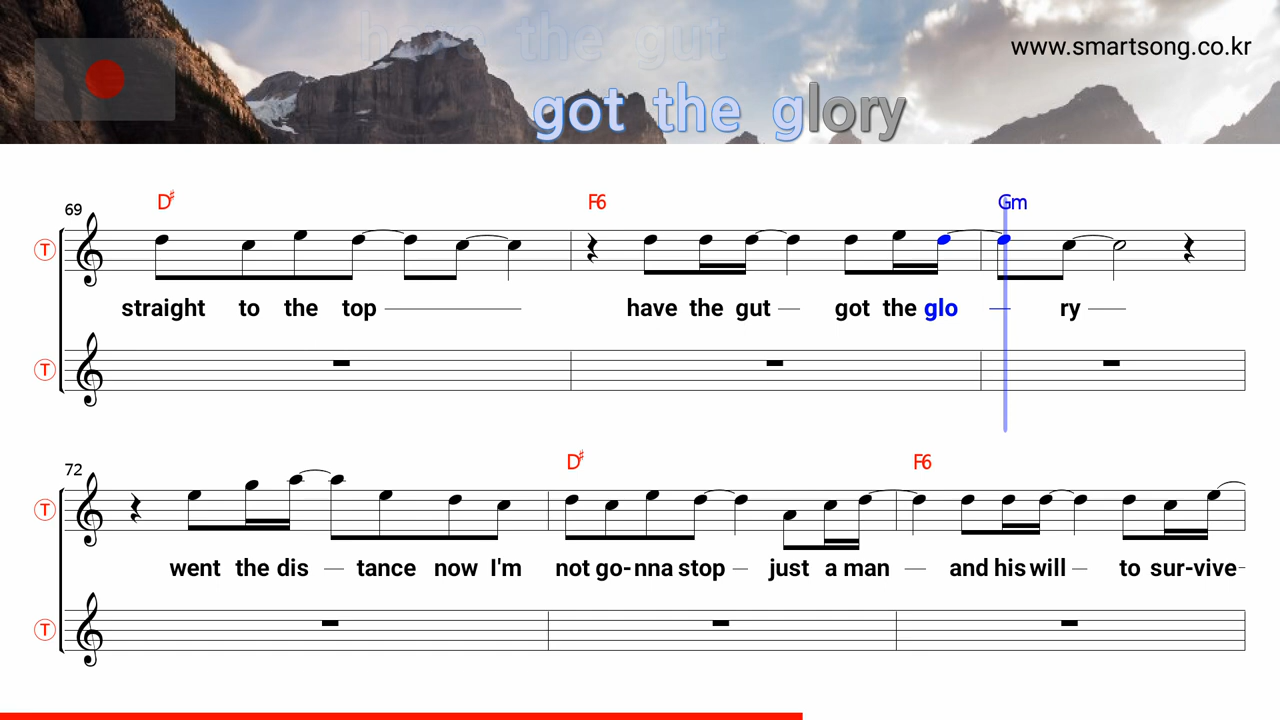 have the gut
www.smartsong.co.kr
got the glory
D♯ F6 Gm
69
T
straight to the top have the gut got the glo ry
T
D♯ F6
72
T
went the dis tance now I'm not go-nna stop just a man and his will to sur-vive-
T